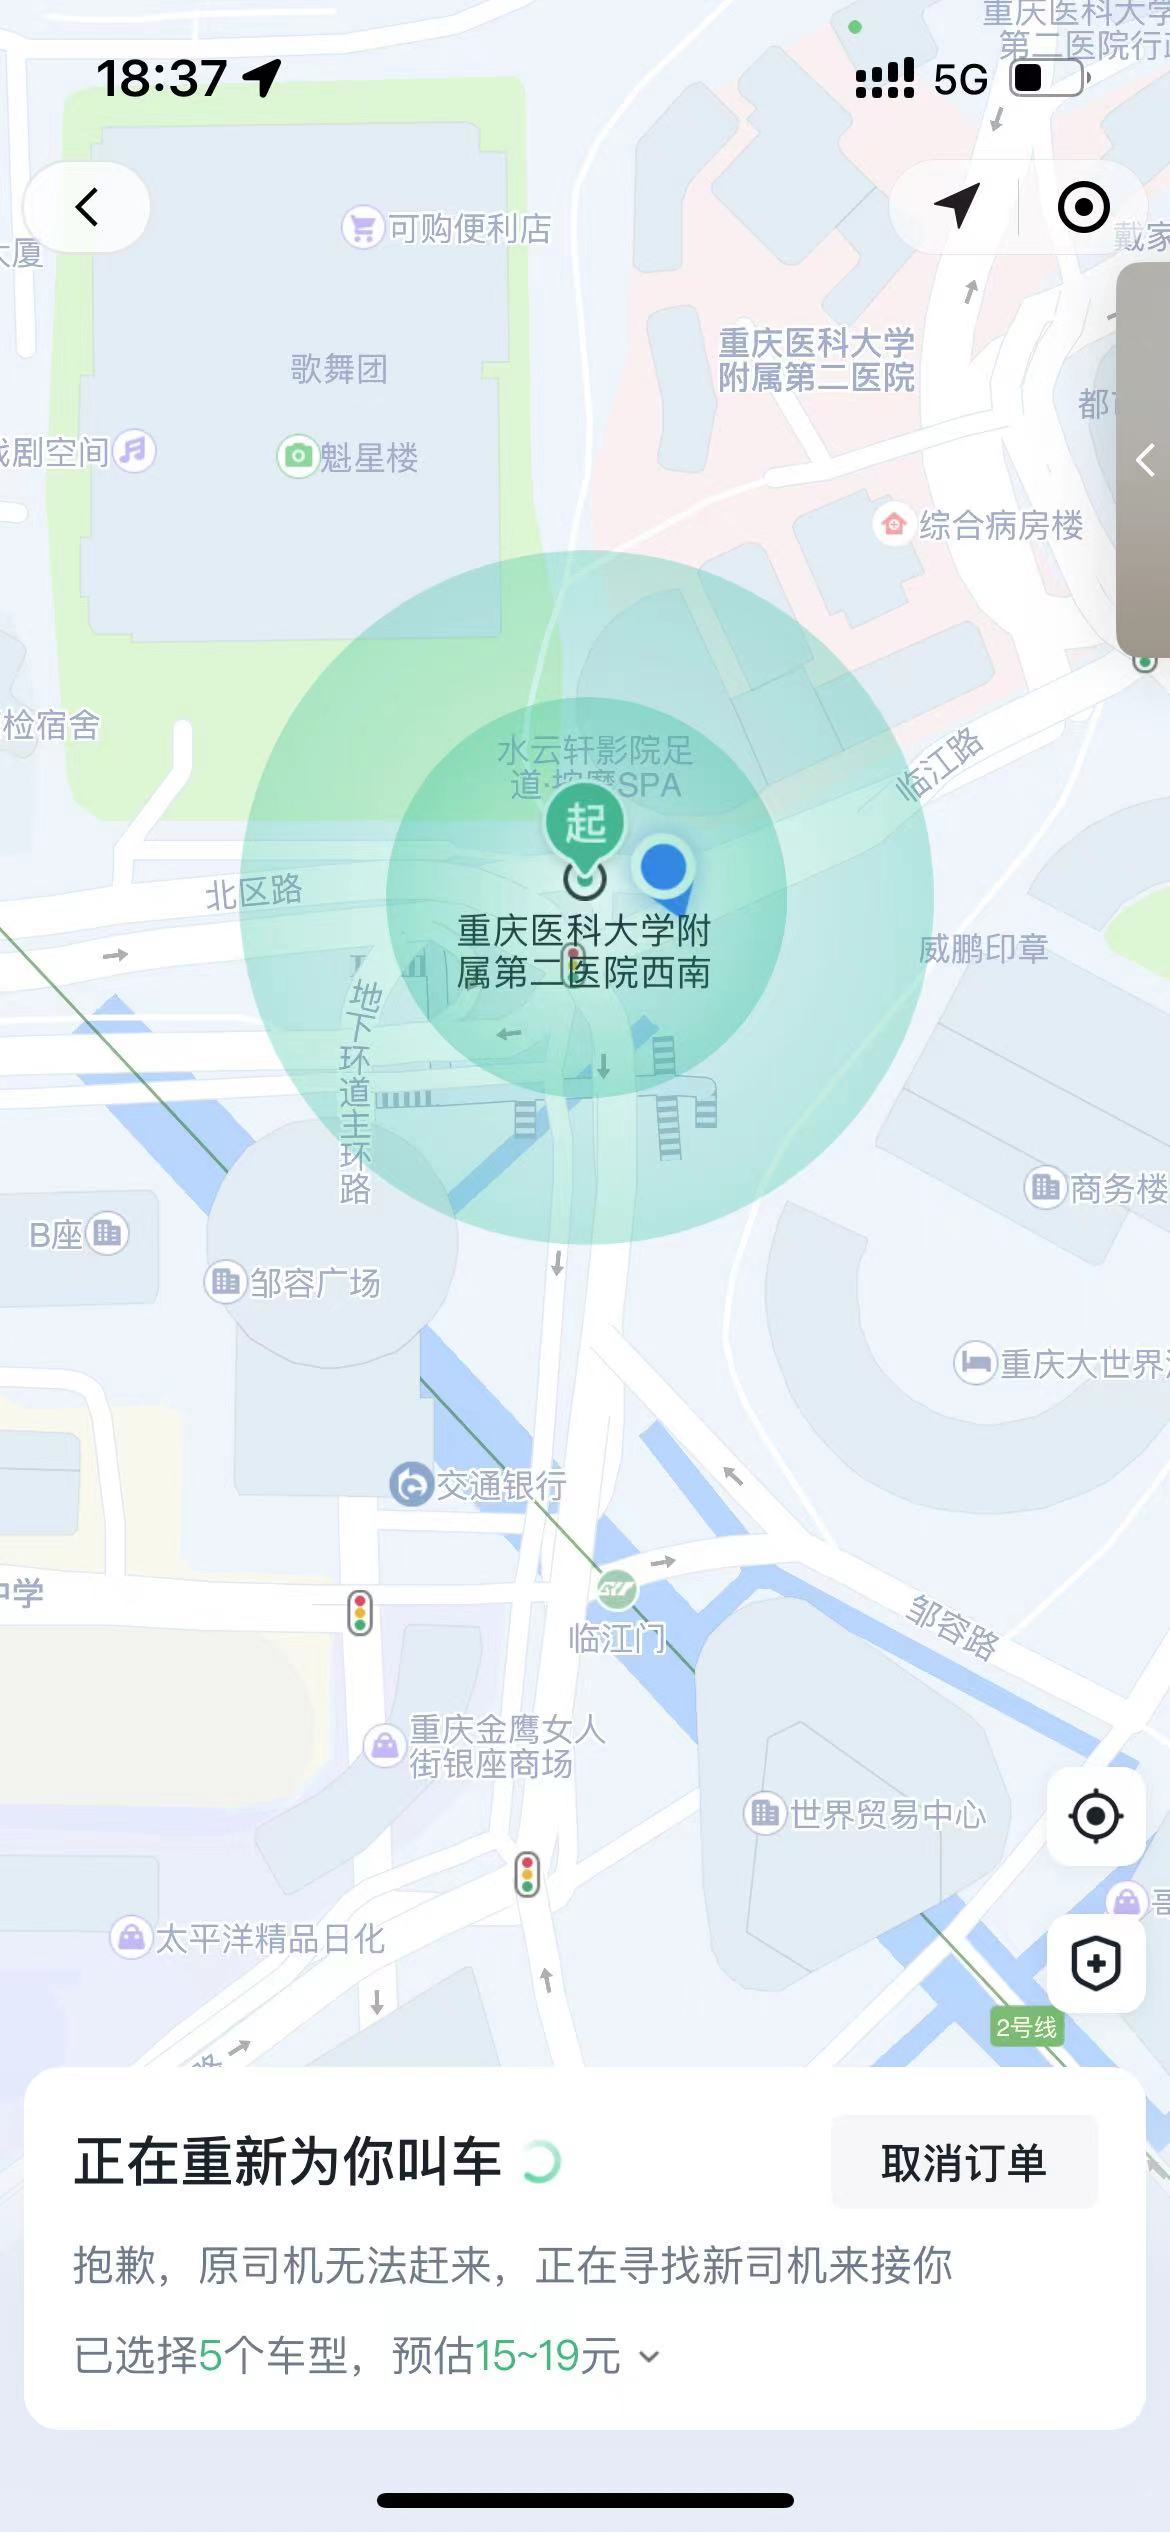 重庆医科大学
第二医院行政
18:37
5G
可购便利店
戴家
大厦
重庆医科大学
附属第二医院
歌舞团
都市
戏剧空间
魁星楼
综合病房楼
检宿舍
水云轩影院足
道·按摩SPA
临江路
起
北区路
重庆医科大学附
属第二医院西南
威鹏印章
地下环道主环路
商务楼
B座
邹容广场
重庆大世界酒
交通银行
中学
临江门
邹容路
重庆金鹰女人
街银座商场
世界贸易中心
太平洋精品日化
2号线
路
正在重新为你叫车
取消订单
抱歉，原司机无法赶来，正在寻找新司机来接你
已选择5个车型，预估15~19元